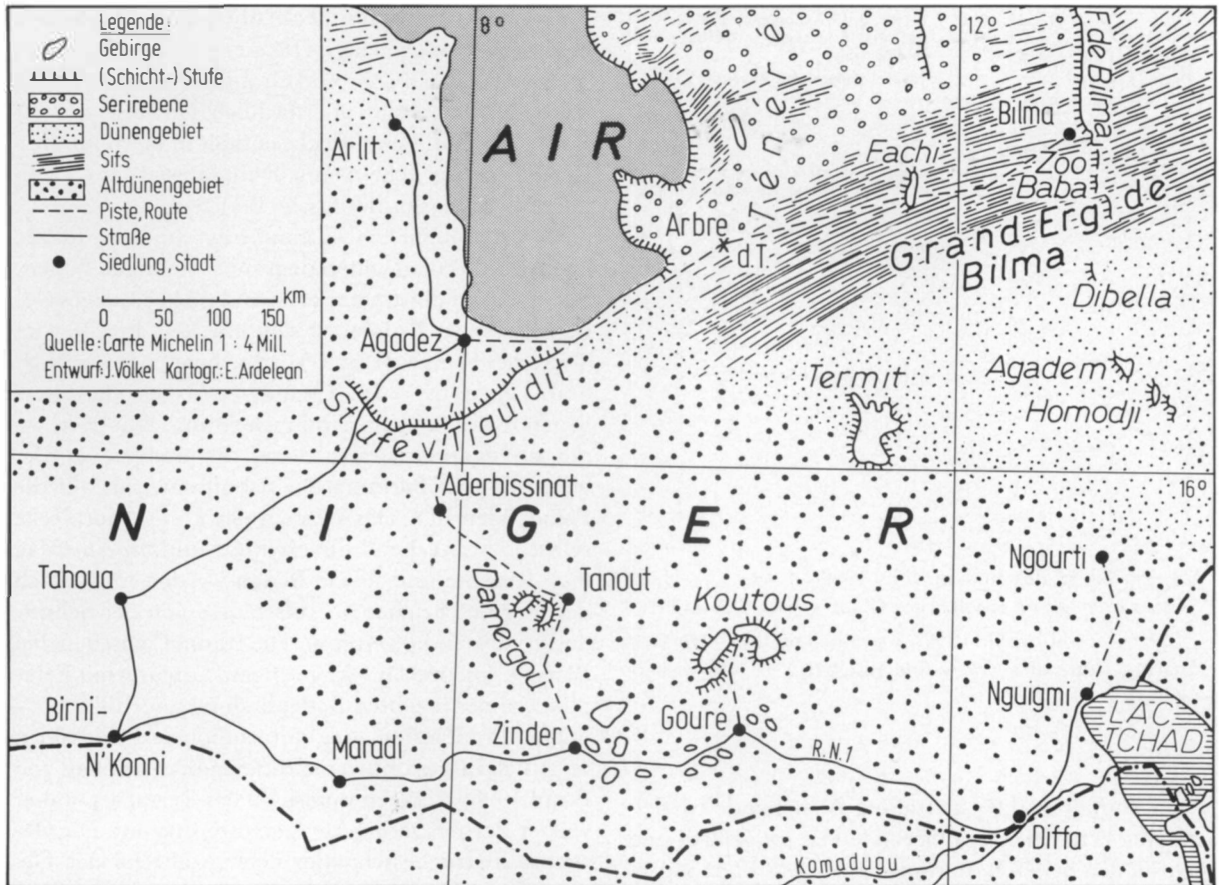 Legende
Gebirge
(Schicht-) Stufe
Serirebene
Dünengebiet
Sifs
Altdünengebiet
Piste, Route
Straße
Siedlung, Stadt
km
0 50 100 150
Quelle: Carte Michelin 1 : 4 Mill.
Entwurf: J. Völkel Kartogr.: E. Ardelean
8°
12°
16°
Arlit
AIR
Ténéré
F. de Bilma
Bilma
Fachi
Zoo
Baba
Arbre
d.T.
Grand Erg de
Bilma
Dibella
Agadez
Stufe v. Tiguidit
Termit
Agadem
Homodji
Aderbissinat
NIGER
Tahoua
Tanout
Damergou
Koutous
Ngourti
Nguigmi
LAC
TCHAD
Birni-
N'Konni
Maradi
Zinder
Goure
R.N.1
Diffa
Komadugu